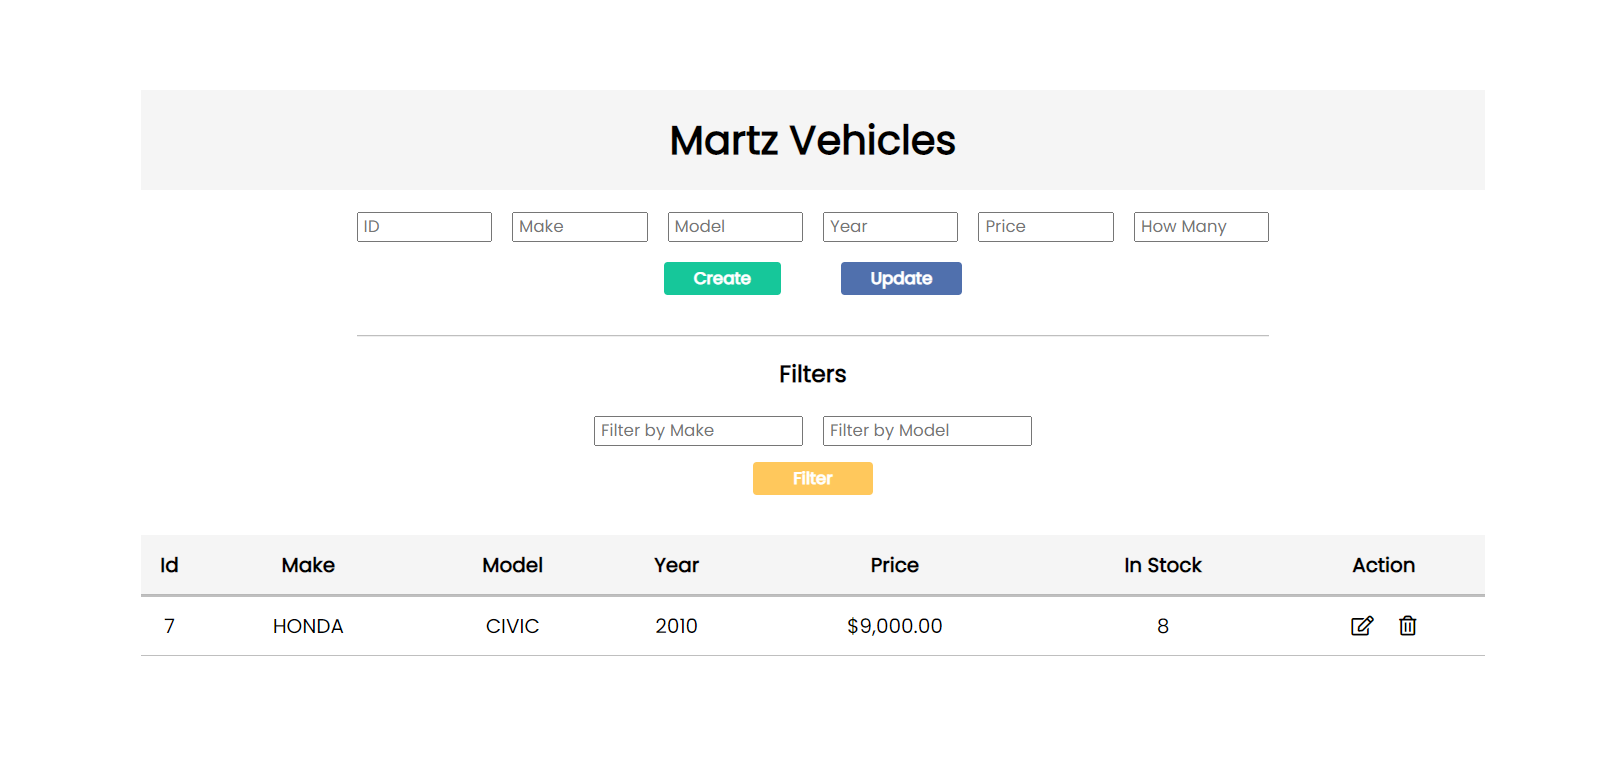 Martz Vehicles
ID Make Model Year Price How Many
Create Update
Filters
Filter by Make Filter by Model
Filter
Id Make Model Year Price In Stock Action
7 HONDA CIVIC 2010 $9,000.00 8